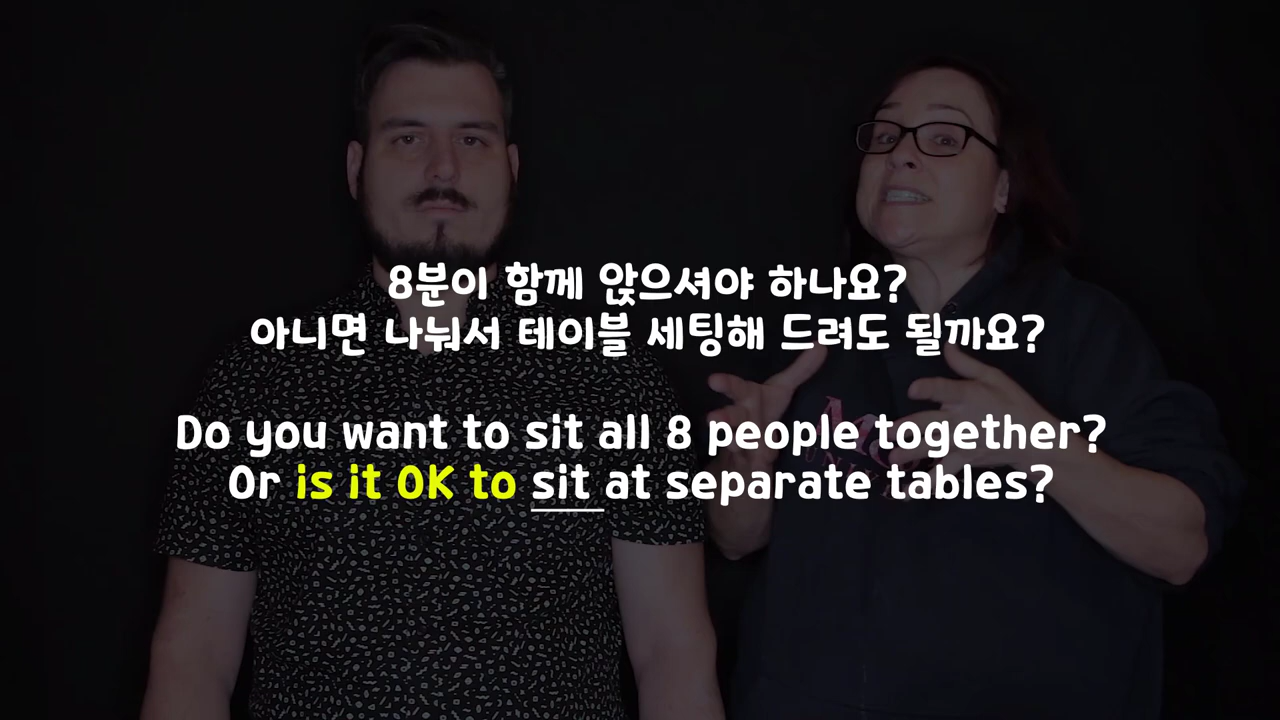 8분이 함께 앉으셔야 하나요?
아니면 나눠서 테이블 세팅해 드려도 될까요?
Do you want to sit all 8 people together?
Or is it OK to sit at separate tables?